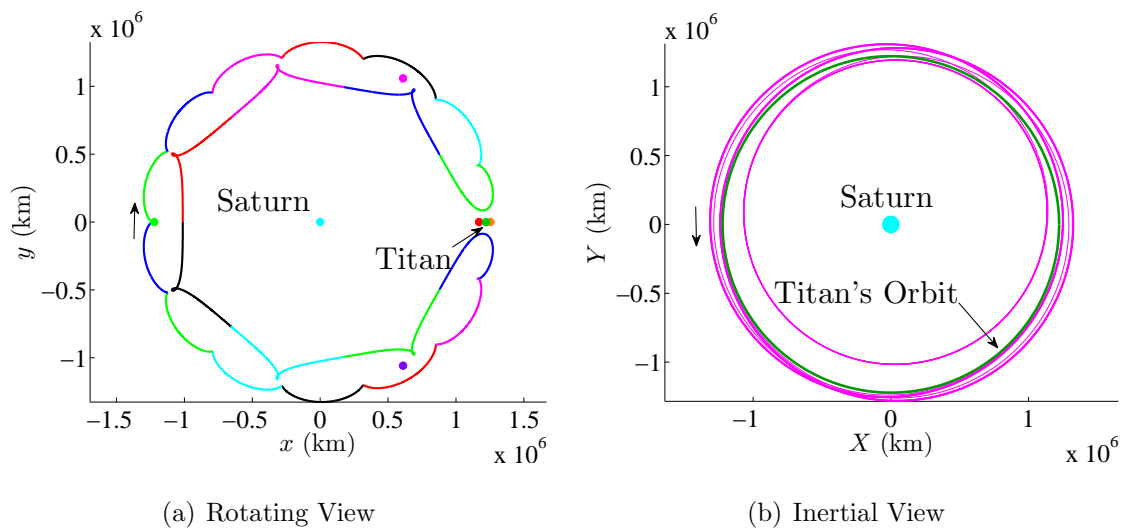 x 10^6
1
0.5
0
−0.5
−1
y (km)
Saturn
Titan
−1.5 −1 −0.5 0 0.5 1 1.5
x (km)
x 10^6
(a) Rotating View
x 10^6
1
0.5
0
−0.5
−1
Y (km)
Saturn
Titan's Orbit
−1 0 1
X (km)
x 10^6
(b) Inertial View